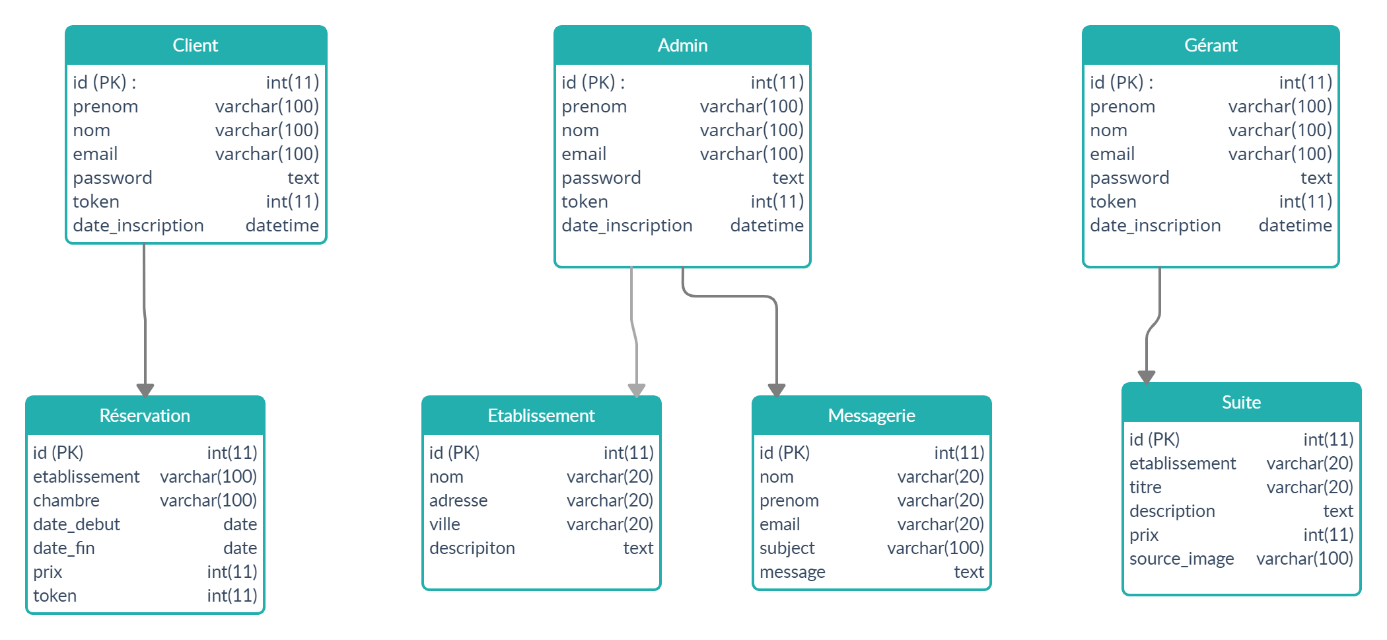 Client
id (PK) : int(11)
prenom varchar(100)
nom varchar(100)
email varchar(100)
password text
token int(11)
date_inscription datetime
Admin
id (PK) : int(11)
prenom varchar(100)
nom varchar(100)
email varchar(100)
password text
token int(11)
date_inscription datetime
Gérant
id (PK) : int(11)
prenom varchar(100)
nom varchar(100)
email varchar(100)
password text
token int(11)
date_inscription datetime
Réservation
id (PK) int(11)
etablissement varchar(100)
chambre varchar(100)
date_debut date
date_fin date
prix int(11)
token int(11)
Etablissement
id (PK) int(11)
nom varchar(20)
adresse varchar(20)
ville varchar(20)
descripiton text
Messagerie
id (PK) int(11)
nom varchar(20)
prenom varchar(20)
email varchar(20)
subject varchar(100)
message text
Suite
id (PK) int(11)
etablissement varchar(20)
titre varchar(20)
description text
prix int(11)
source_image varchar(100)